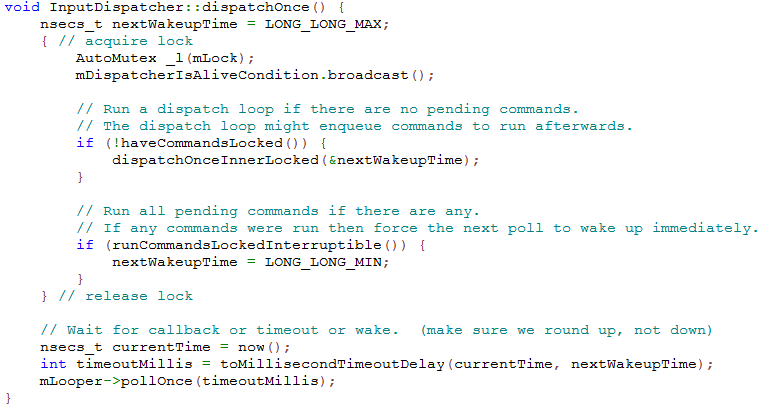 void InputDispatcher::dispatchOnce() {
    nsecs_t nextWakeupTime = LONG_LONG_MAX;
    { // acquire lock
        AutoMutex _l(mLock);
        mDispatcherIsAliveCondition.broadcast();

        // Run a dispatch loop if there are no pending commands.
        // The dispatch loop might enqueue commands to run afterwards.
        if (!haveCommandsLocked()) {
            dispatchOnceInnerLocked(&nextWakeupTime);
        }

        // Run all pending commands if there are any.
        // If any commands were run then force the next poll to wake up immediately.
        if (runCommandsLockedInterruptible()) {
            nextWakeupTime = LONG_LONG_MIN;
        }
    } // release lock

    // Wait for callback or timeout or wake.  (make sure we round up, not down)
    nsecs_t currentTime = now();
    int timeoutMillis = toMillisecondTimeoutDelay(currentTime, nextWakeupTime);
    mLooper->pollOnce(timeoutMillis);
}